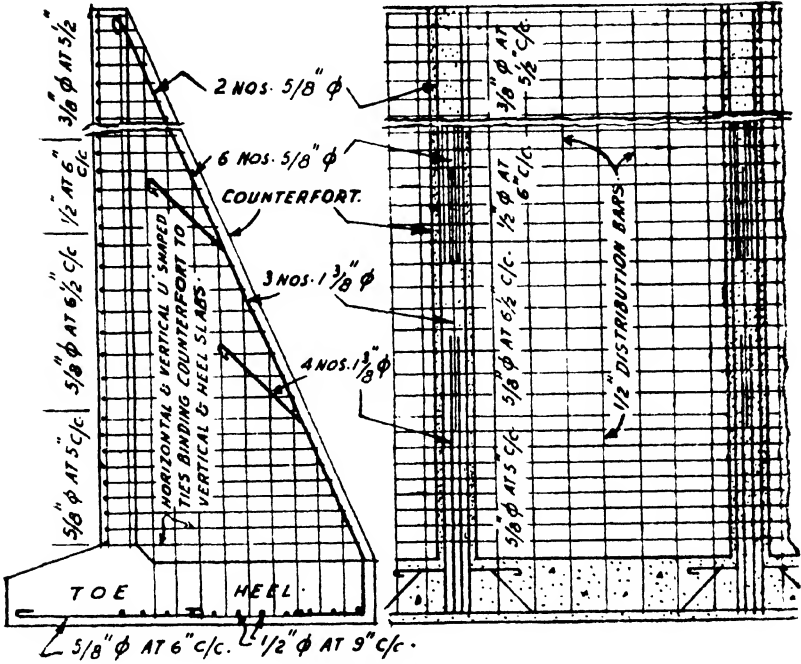 3/8" φ AT 5 1/2"
1/2" AT 6"
C/C.
5/8" φ AT 6 1/2" C/C
5/8" φ AT 5" C/C.
2 NOS. 5/8" φ
6 NOS. 5/8" φ
COUNTERFORT.
3 NOS. 1 3/8" φ
4 NOS. 1 3/8" φ
HORIZONTAL & VERTICAL U SHAPED
TIES BINDING COUNTERFORT TO
VERTICAL & HEEL SLABS.
TOE
HEEL
5/8" φ AT 6" C/C.
1/2" φ AT 9" C/C.
3/8" φ AT
5 1/2" C/C.
1/2" φ AT
6" C/C.
5/8" φ AT 6 1/2" C/C.
5/8" φ AT 5" C/C.
1/2" DISTRIBUTION BARS.